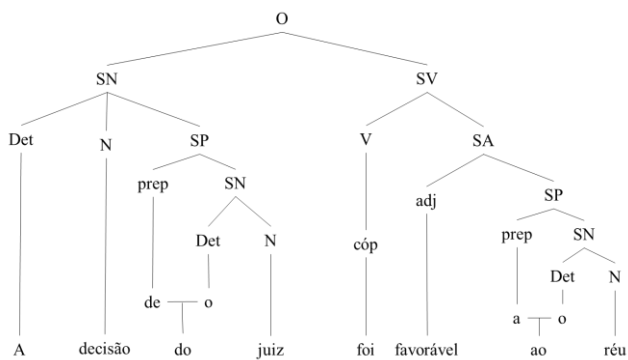 O
SN SV
Det N SP V SA
prep SN adj SP
Det N cóp prep SN
Det N
de o a o
A decisão do juiz foi favorável ao réu